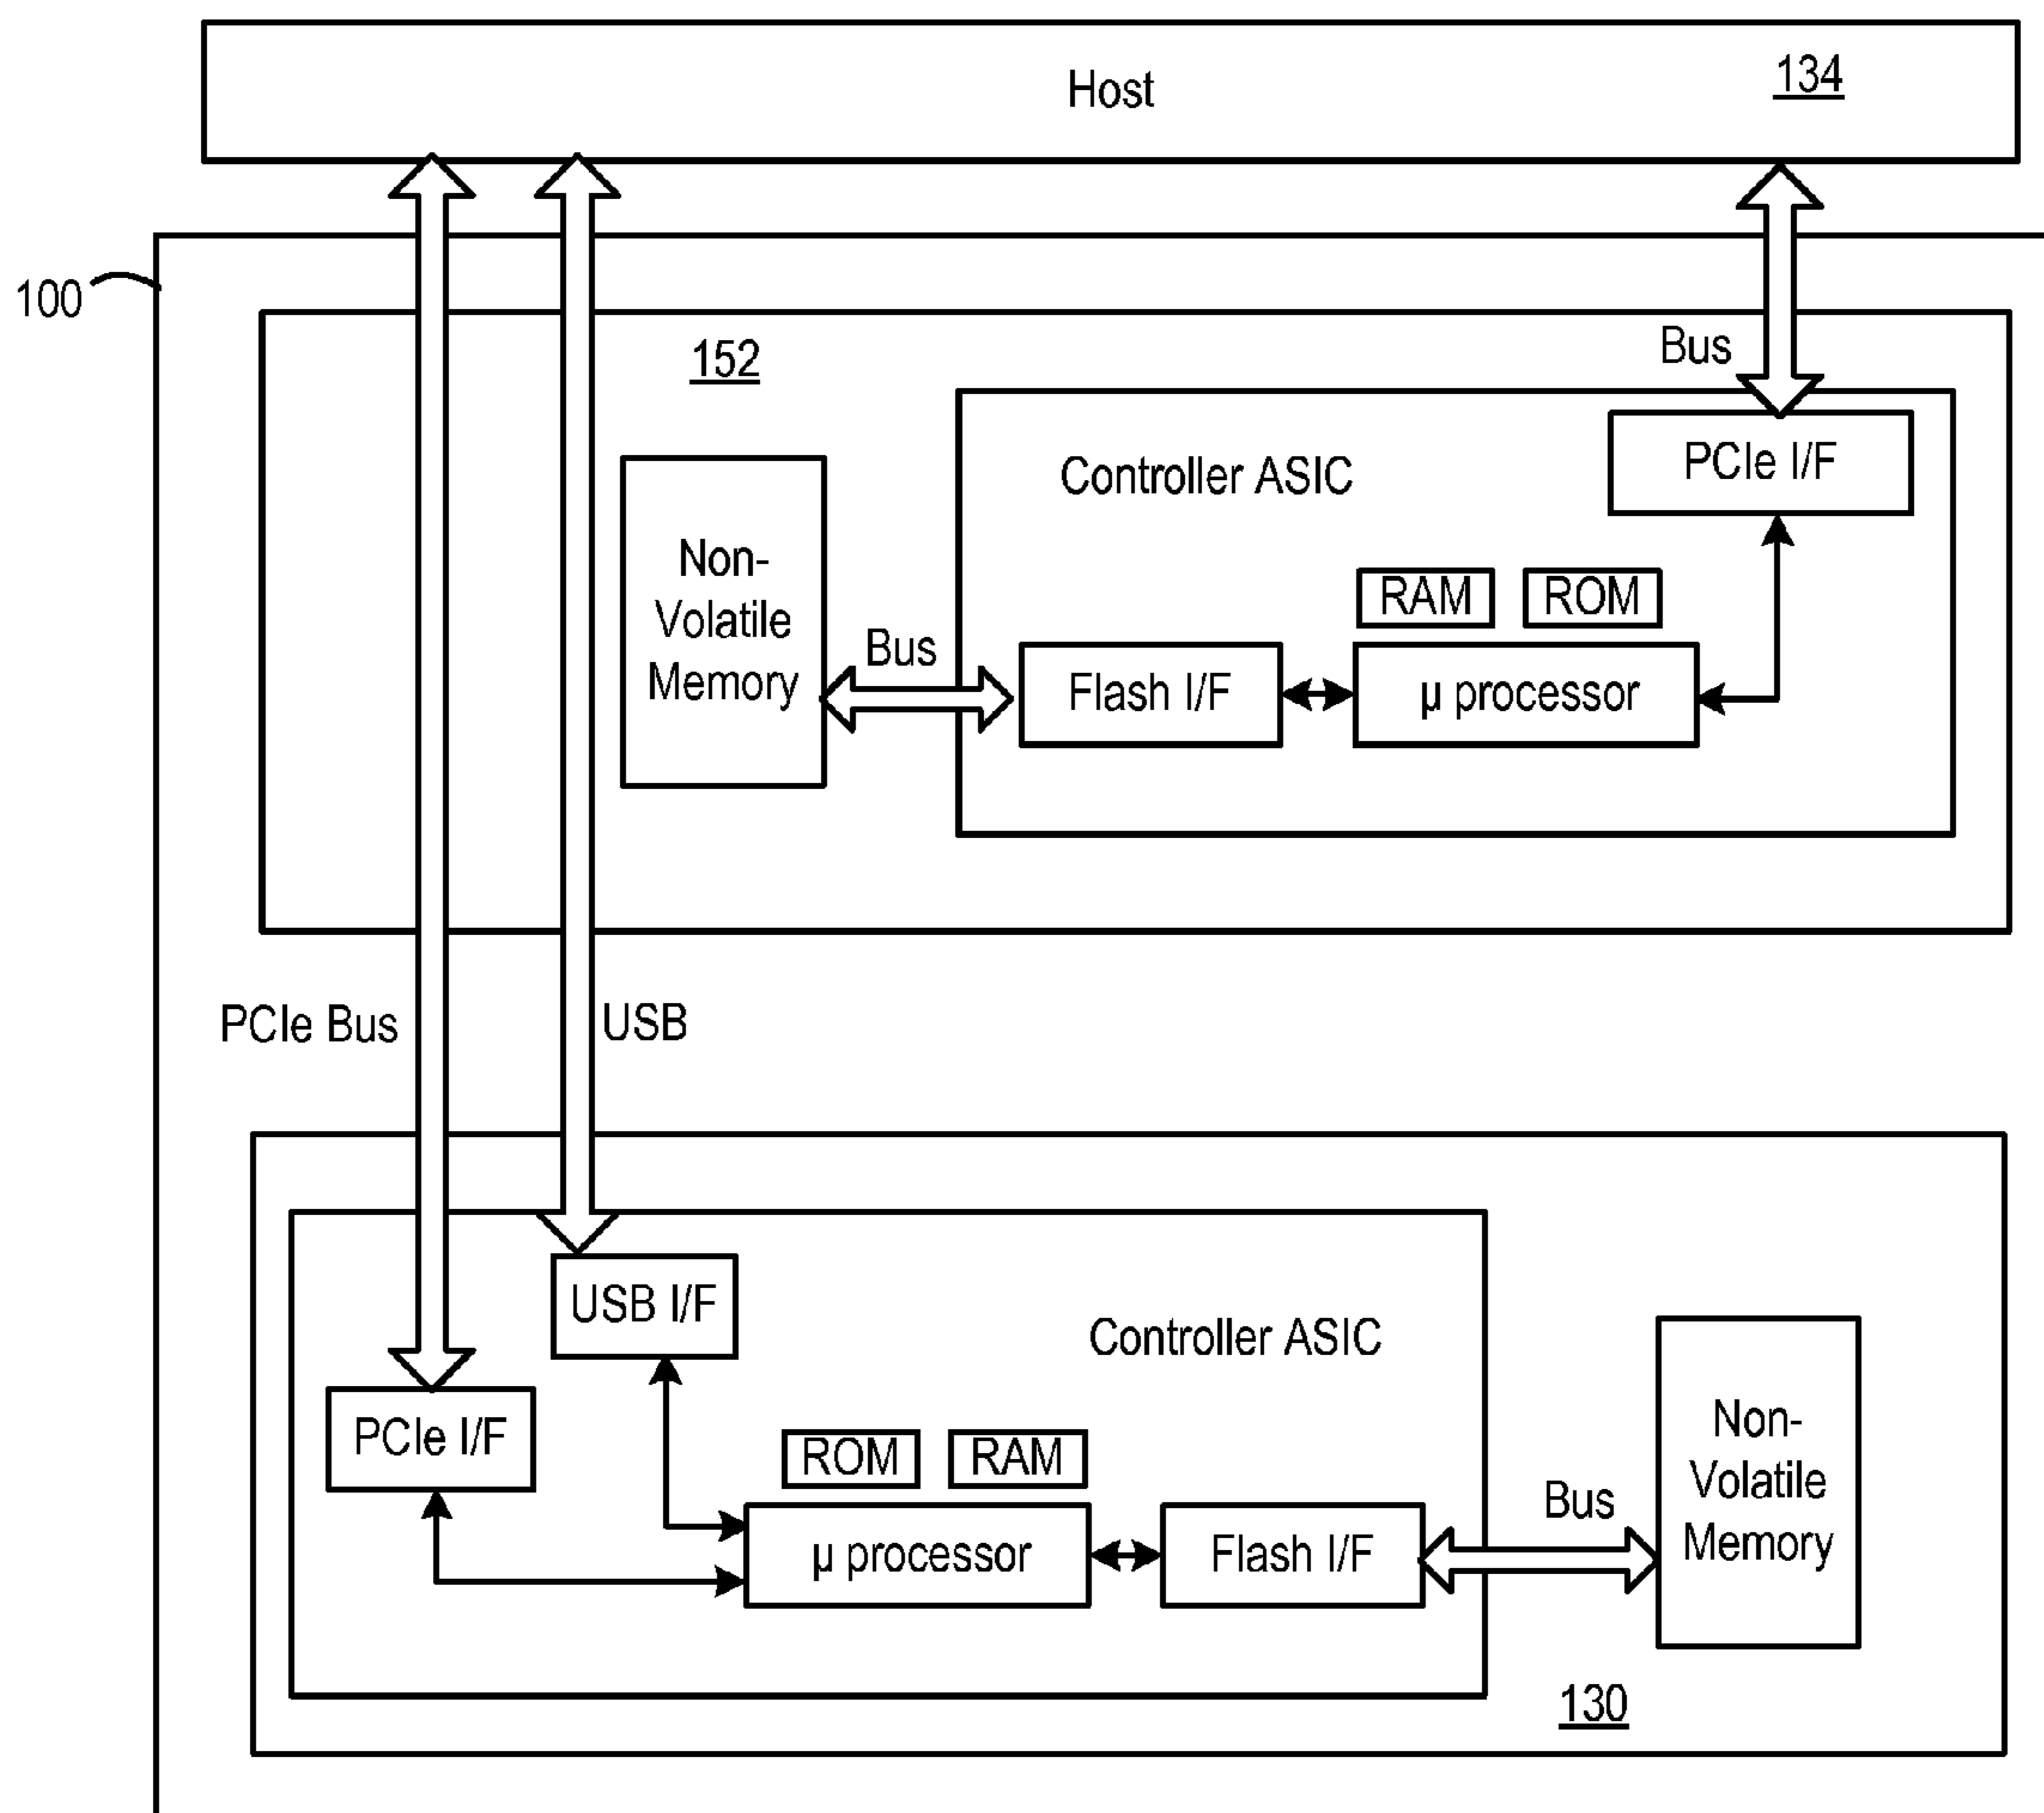 Host
134
100
152
Bus
PCIe I/F
Controller ASIC
Non-
Volatile
Memory
RAM
ROM
Bus
Flash I/F
µ processor
PCIe Bus
USB
USB I/F
Controller ASIC
PCIe I/F
ROM
RAM
Non-
Volatile
Memory
Bus
µ processor
Flash I/F
130